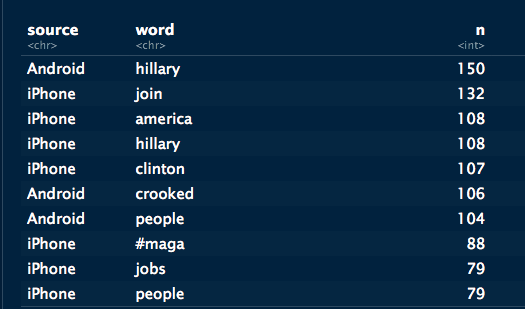 source word n
<chr> <chr> <int>
Android hillary 150
iPhone join 132
iPhone america 108
iPhone hillary 108
iPhone clinton 107
Android crooked 106
Android people 104
iPhone #maga 88
iPhone jobs 79
iPhone people 79